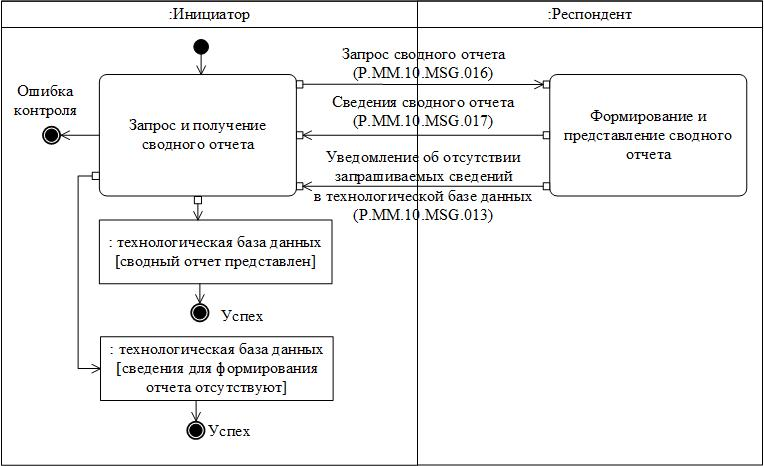 :Инициатор
:Респондент
Запрос сводного отчета
(P.MM.10.MSG.016)
Ошибка
контроля
Запрос и получение
сводного отчета
Сведения сводного отчета
(P.MM.10.MSG.017)
Формирование и
представление сводного
отчета
Уведомление об отсутствии
запрашиваемых сведений
в технологической базе данных
(P.MM.10.MSG.013)
: технологическая база данных
[сводный отчет представлен]
Успех
: технологическая база данных
[сведения для формирования
отчета отсутствуют]
Успех